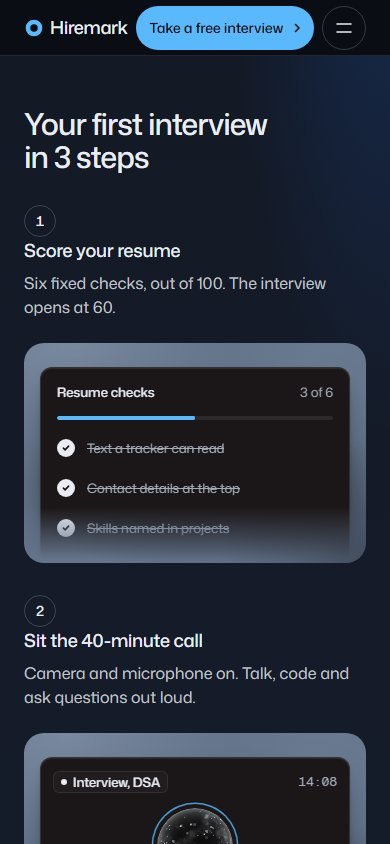 Hiremark
Take a free interview
Your first interview
in 3 steps
1
Score your resume
Six fixed checks, out of 100. The interview
opens at 60.
Resume checks
3 of 6
Text a tracker can read
Contact details at the top
Skills named in projects
2
Sit the 40-minute call
Camera and microphone on. Talk, code and
ask questions out loud.
Interview, DSA
14:08